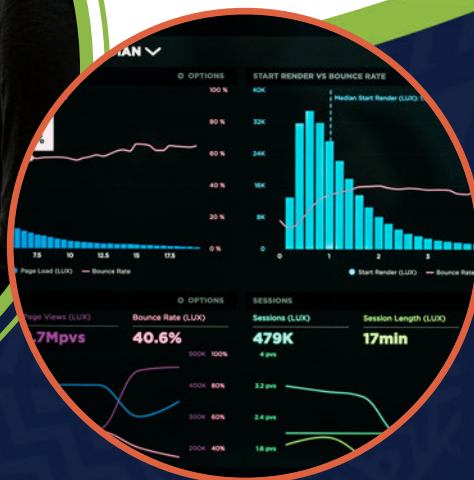 IAN
OPTIONS
100 %
80 %
60 %
40 %
20 %
0 %
7.5 10 12.5 15 17.5
Page Load (LUX) Bounce Rate
START RENDER VS BOUNCE RATE
Median Start Render (LUX):
40K
32K
24K
16K
8K
0
0 1 2 3
Start Render (LUX) Bounce Rate
OPTIONS
Page Views (LUX) Bounce Rate (LUX)
.7Mpvs 40.6%
500K 100%
400K 80%
300K 60%
200K 40%
SESSIONS
Sessions (LUX) Session Length (LUX)
479K 17min
4 pvs
3.2 pvs
2.4 pvs
1.6 pvs